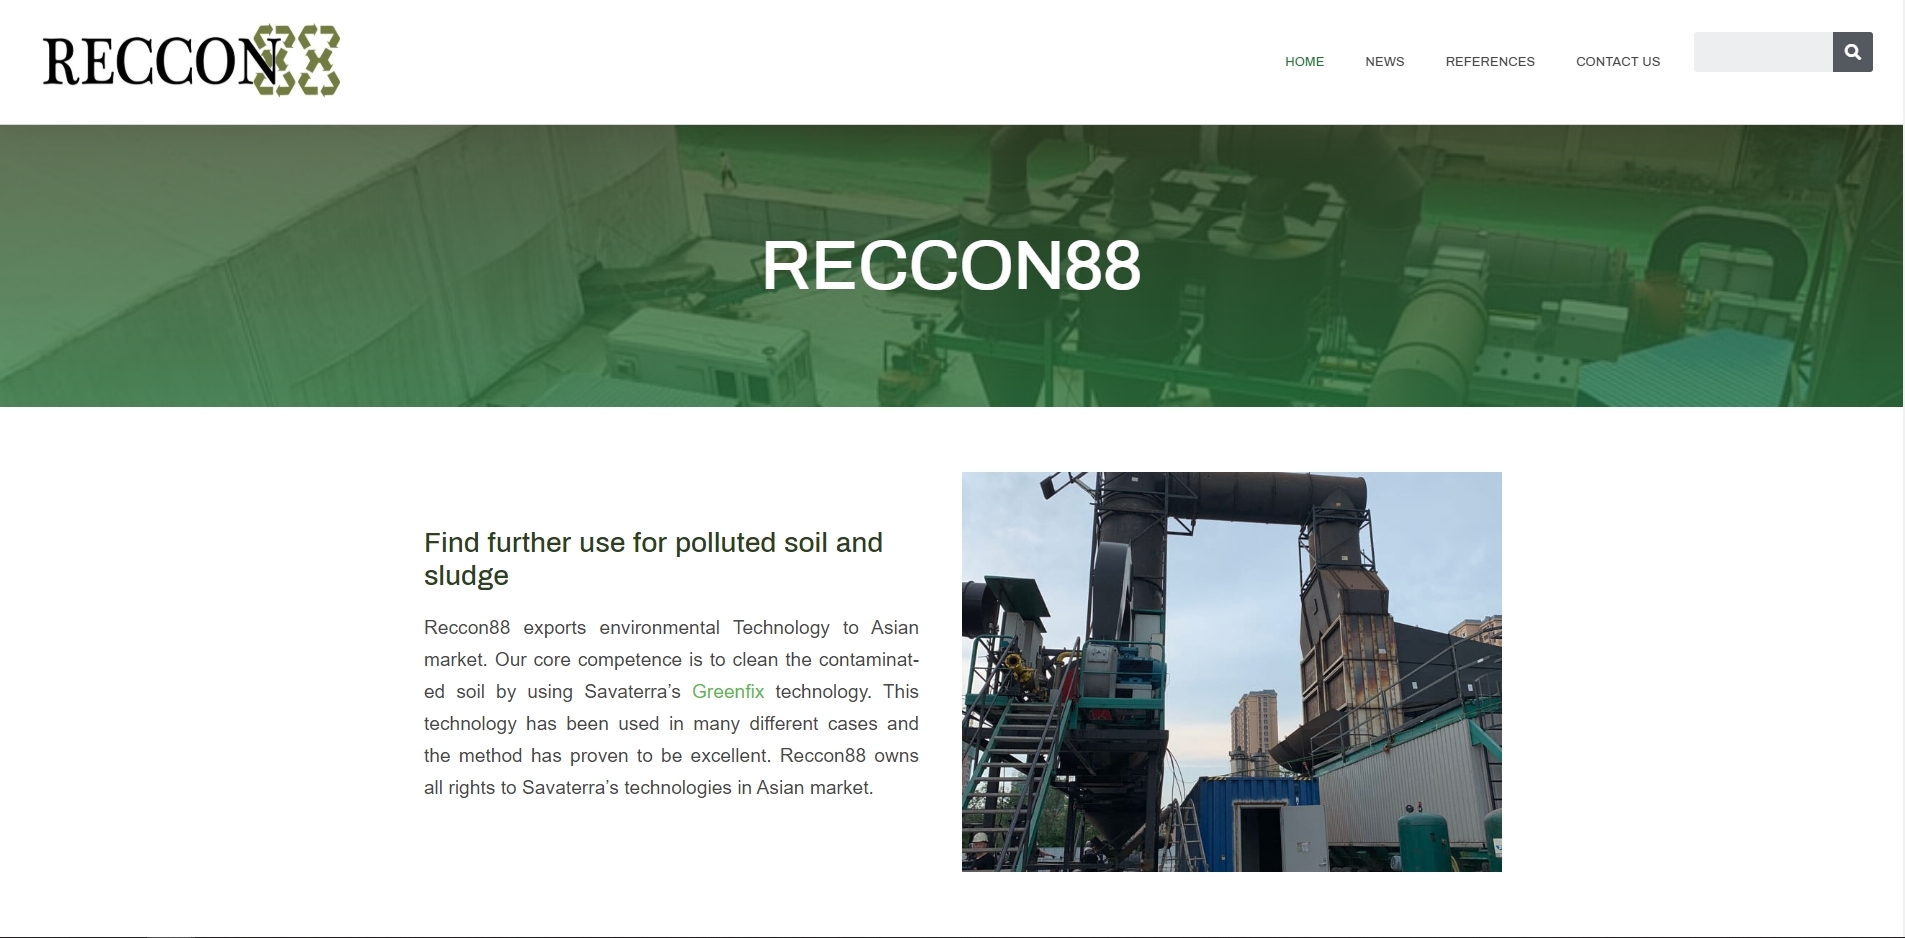 RECCON88
HOME
NEWS
REFERENCES
CONTACT US
RECCON88
Find further use for polluted soil and
sludge
Reccon88 exports environmental Technology to Asian
market. Our core competence is to clean the contaminat-
ed soil by using Savaterra’s Greenfix technology. This
technology has been used in many different cases and
the method has proven to be excellent. Reccon88 owns
all rights to Savaterra’s technologies in Asian market.